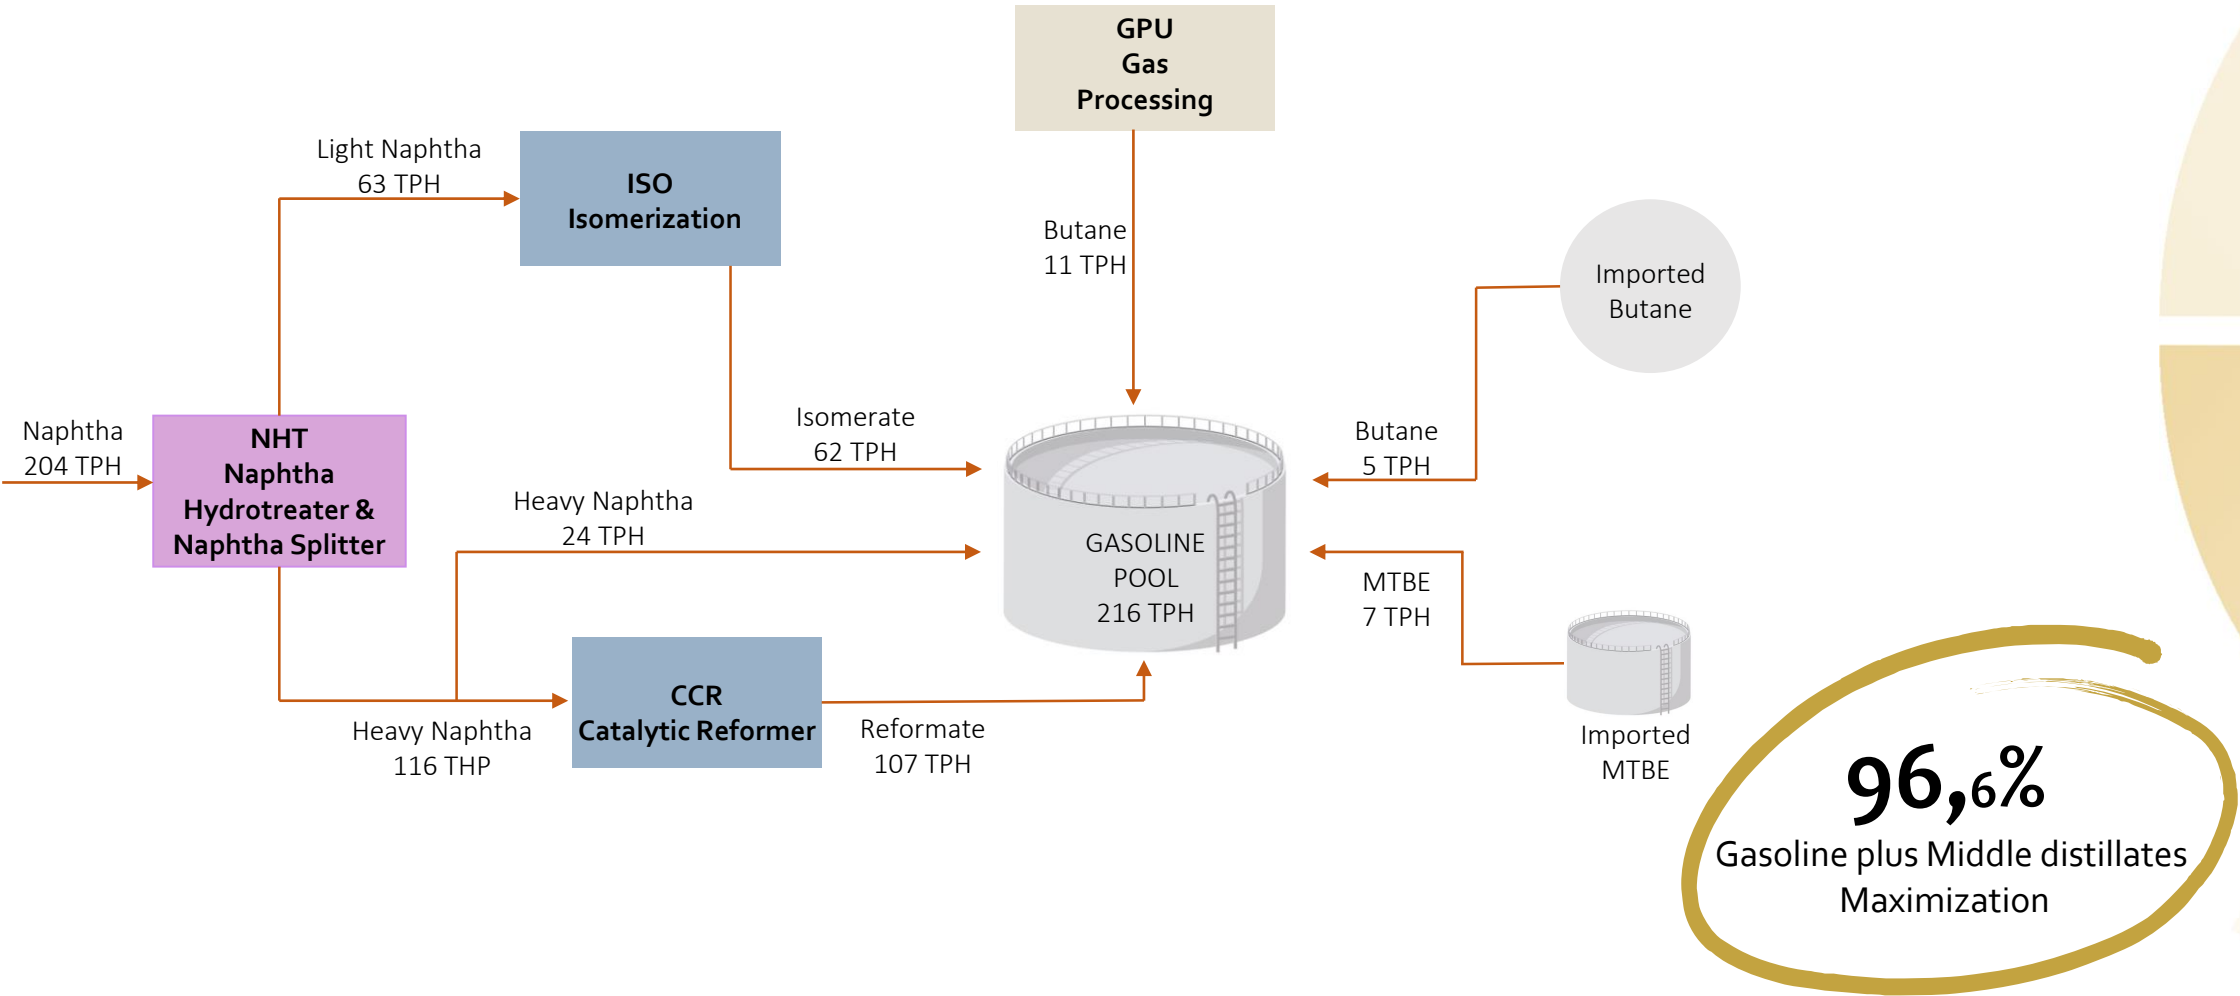 GPU
Gas
Processing
Light Naphtha
63 TPH
ISO
Isomerization
Butane
11 TPH
Imported
Butane
Naphtha
204 TPH
NHT
Naphtha
Hydrotreater &
Naphtha Splitter
Isomerate
62 TPH
Butane
5 TPH
Heavy Naphtha
24 TPH
GASOLINE
POOL
216 TPH
MTBE
7 TPH
Heavy Naphtha
116 THP
CCR
Catalytic Reformer
Reformate
107 TPH
Imported
MTBE
96,6%
Gasoline plus Middle distillates
Maximization